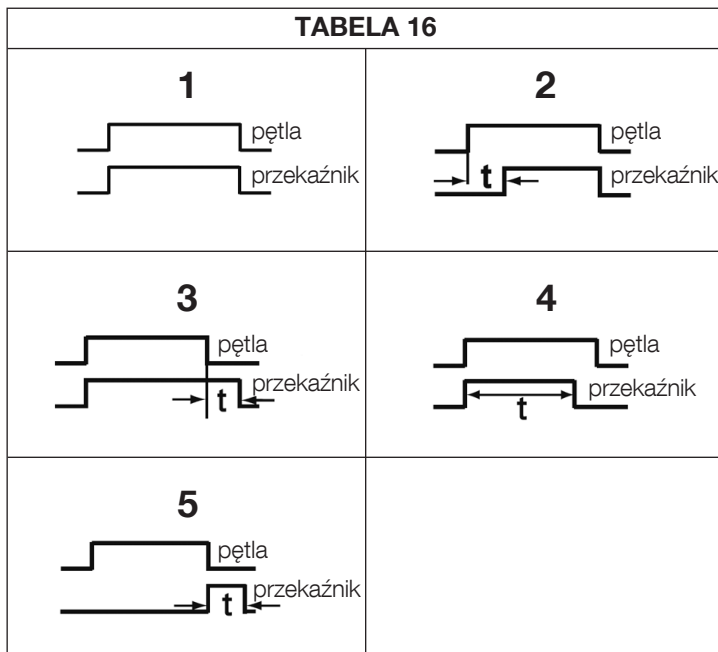 TABELA 16
1
pętla
przekaźnik
2
pętla
t
przekaźnik
3
pętla
przekaźnik
t
4
pętla
przekaźnik
t
5
pętla
przekaźnik
t